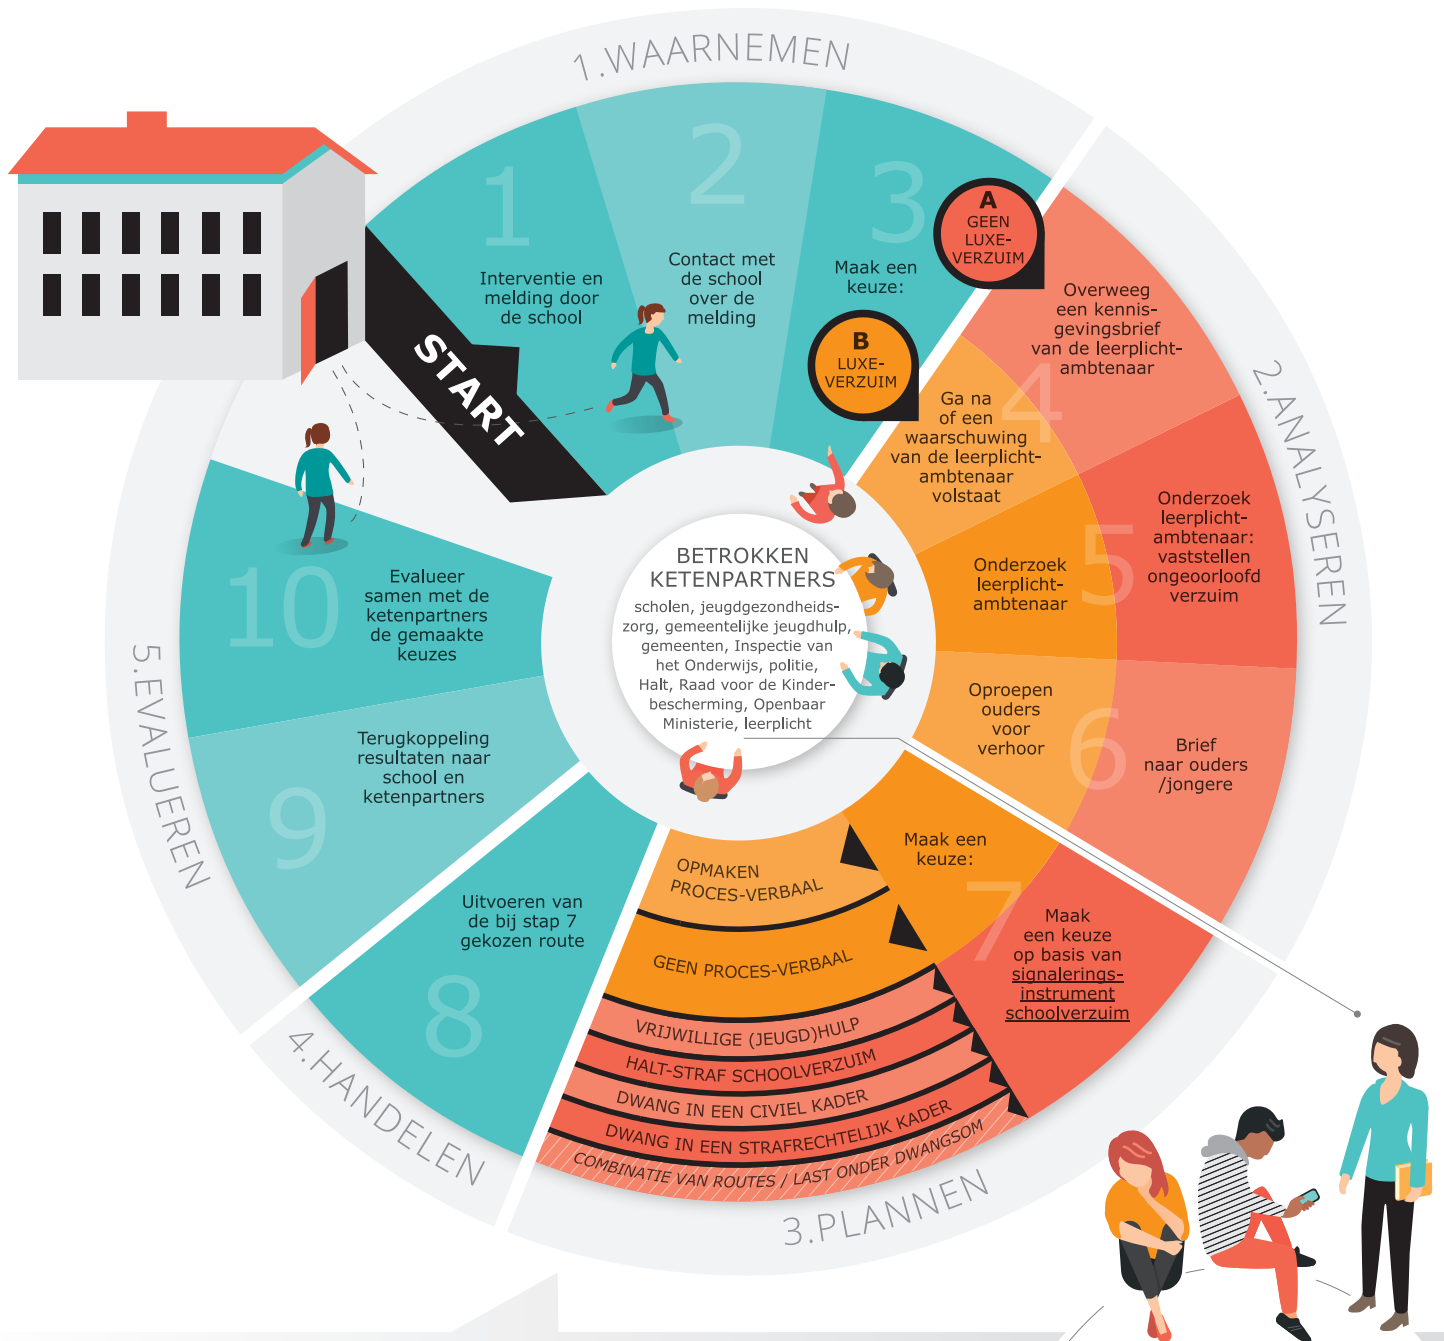 1.WAARNEMEN
START
1
Interventie en
melding door
de school
2
Contact met
de school
over de
melding
3
Maak een
keuze:
A
GEEN
LUXE-
VERZUIM
B
LUXE-
VERZUIM
2.ANALYSEREN
4
Overweeg
een kennis-
gevingsbrief
van de leerplicht-
ambtenaar
Ga na
of een
waarschuwing
van de leerplicht-
ambtenaar
volstaat
5
Onderzoek
leerplicht-
ambtenaar:
vaststellen
ongeoorloofd
verzuim
Onderzoek
leerplicht-
ambtenaar
6
Oproepen
ouders
voor
verhoor
Brief
naar ouders
/jongere
3.PLANNEN
7
Maak een
keuze:
Maak
een keuze
op basis van
signalerings-
instrument
schoolverzuim
OPMAKEN
PROCES-VERBAAL
GEEN PROCES-VERBAAL
VRIJWILLIGE (JEUGD)HULP
HALT-STRAF SCHOOLVERZUIM
DWANG IN EEN CIVIEL KADER
DWANG IN EEN STRAFRECHTELIJK KADER
COMBINATIE VAN ROUTES / LAST ONDER DWANGSOM
4.HANDELEN
8
Uitvoeren van
de bij stap 7
gekozen route
5.EVALUEREN
9
Terugkoppeling
resultaten naar
school en
ketenpartners
10
Evalueer
samen met de
ketenpartners
de gemaakte
keuzes
BETROKKEN
KETENPARTNERS
scholen, jeugdgezondheids-
zorg, gemeentelijke jeugdhulp,
gemeenten, Inspectie van
het Onderwijs, politie,
Halt, Raad voor de Kinder-
bescherming, Openbaar
Ministerie, leerplicht